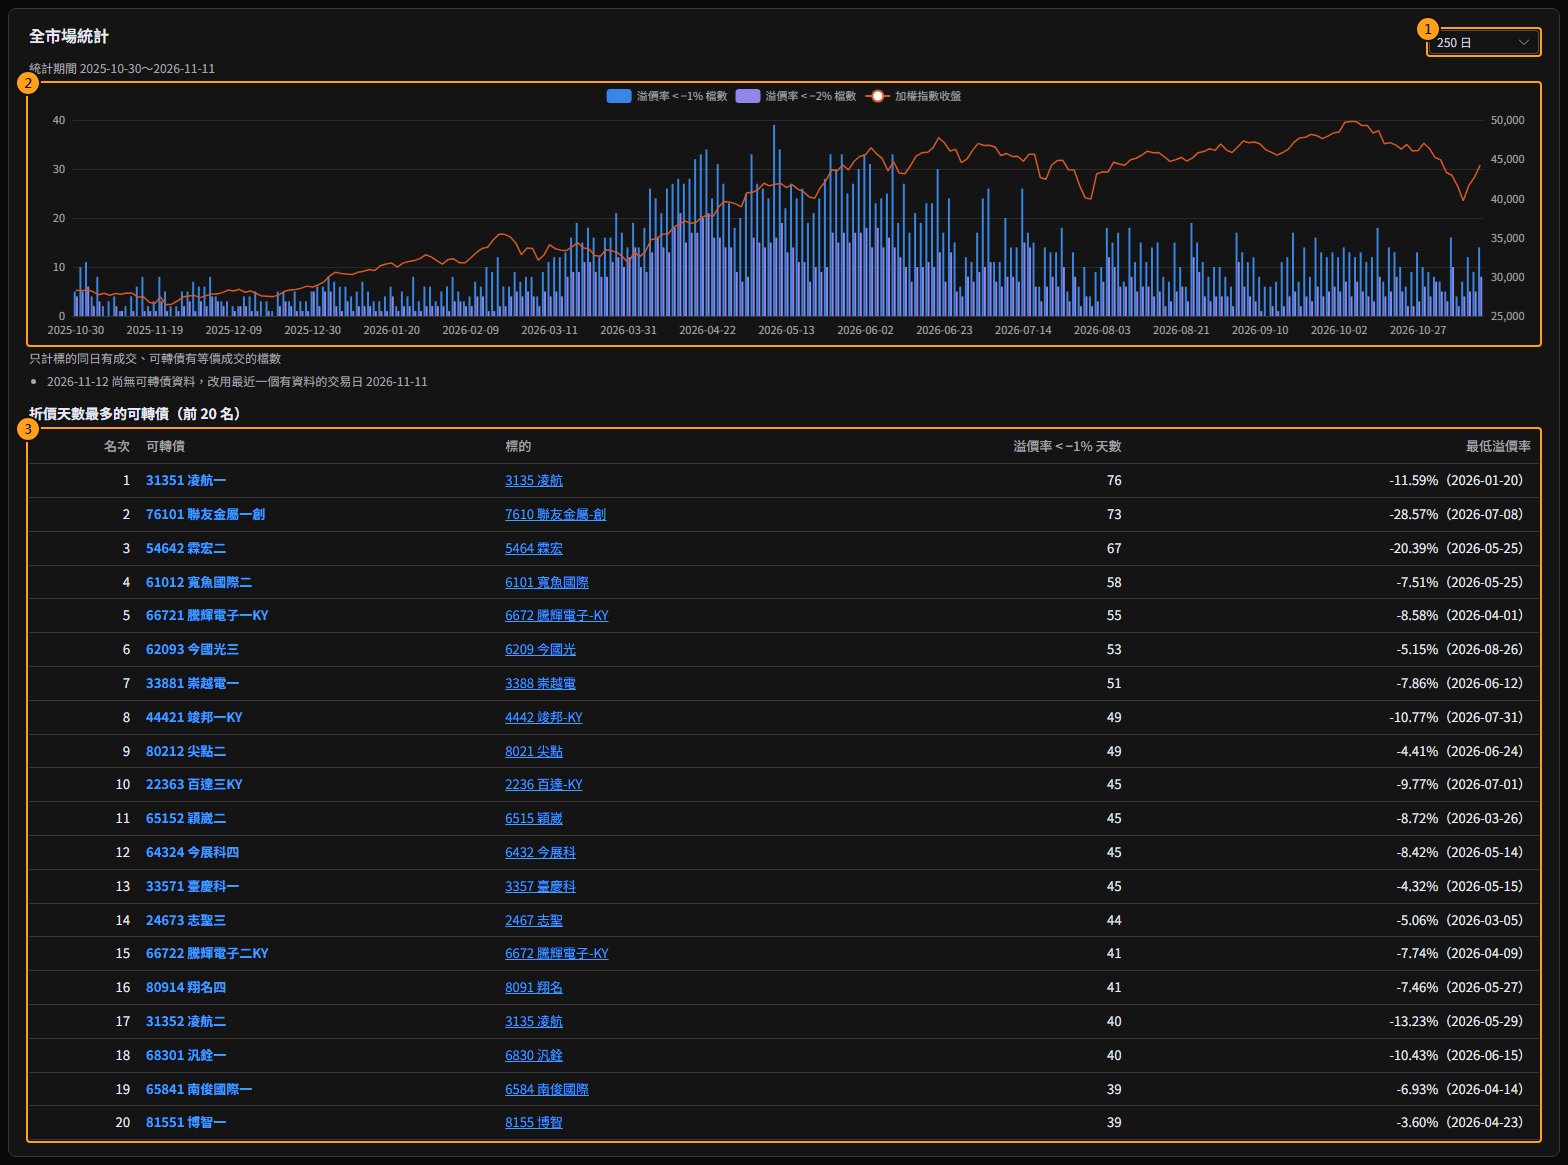 全市場統計
1
250 日
統計期間 2025-10-30～2026-11-11
2
溢價率 < −1% 檔數 溢價率 < −2% 檔數 加權指數收盤
40 50,000
45,000
30
40,000
20
35,000
10 30,000
0 25,000
2025-10-30 2025-11-19 2025-12-09 2025-12-30 2026-01-20 2026-02-09 2026-03-11 2026-03-31 2026-04-22 2026-05-13 2026-06-02 2026-06-23 2026-07-14 2026-08-03 2026-08-21 2026-09-10 2026-10-02 2026-10-27
只計標的同日有成交、可轉債有等價成交的檔數
• 2026-11-12 尚無可轉債資料，改用最近一個有資料的交易日 2026-11-11
折價天數最多的可轉債（前 20 名）
3
名次 可轉債 標的 溢價率 < −1% 天數 最低溢價率
1 31351 凌航一 3135 凌航 76 -11.59%（2026-01-20）
2 76101 聯友金屬一創 7610 聯友金屬-創 73 -28.57%（2026-07-08）
3 54642 霖宏二 5464 霖宏 67 -20.39%（2026-05-25）
4 61012 寬魚國際二 6101 寬魚國際 58 -7.51%（2026-05-25）
5 66721 騰輝電子一KY 6672 騰輝電子-KY 55 -8.58%（2026-04-01）
6 62093 今國光三 6209 今國光 53 -5.15%（2026-08-26）
7 33881 崇越電一 3388 崇越電 51 -7.86%（2026-06-12）
8 44421 竣邦一KY 4442 竣邦-KY 49 -10.77%（2026-07-31）
9 80212 尖點二 8021 尖點 49 -4.41%（2026-06-24）
10 22363 百達三KY 2236 百達-KY 45 -9.77%（2026-07-01）
11 65152 穎崴二 6515 穎崴 45 -8.72%（2026-03-26）
12 64324 今展科四 6432 今展科 45 -8.42%（2026-05-14）
13 33571 臺慶科一 3357 臺慶科 45 -4.32%（2026-05-15）
14 24673 志聖三 2467 志聖 44 -5.06%（2026-03-05）
15 66722 騰輝電子二KY 6672 騰輝電子-KY 41 -7.74%（2026-04-09）
16 80914 翔名四 8091 翔名 41 -7.46%（2026-05-27）
17 31352 凌航二 3135 凌航 40 -13.23%（2026-05-29）
18 68301 汎銓一 6830 汎銓 40 -10.43%（2026-06-15）
19 65841 南俊國際一 6584 南俊國際 39 -6.93%（2026-04-14）
20 81551 博智一 8155 博智 39 -3.60%（2026-04-23）